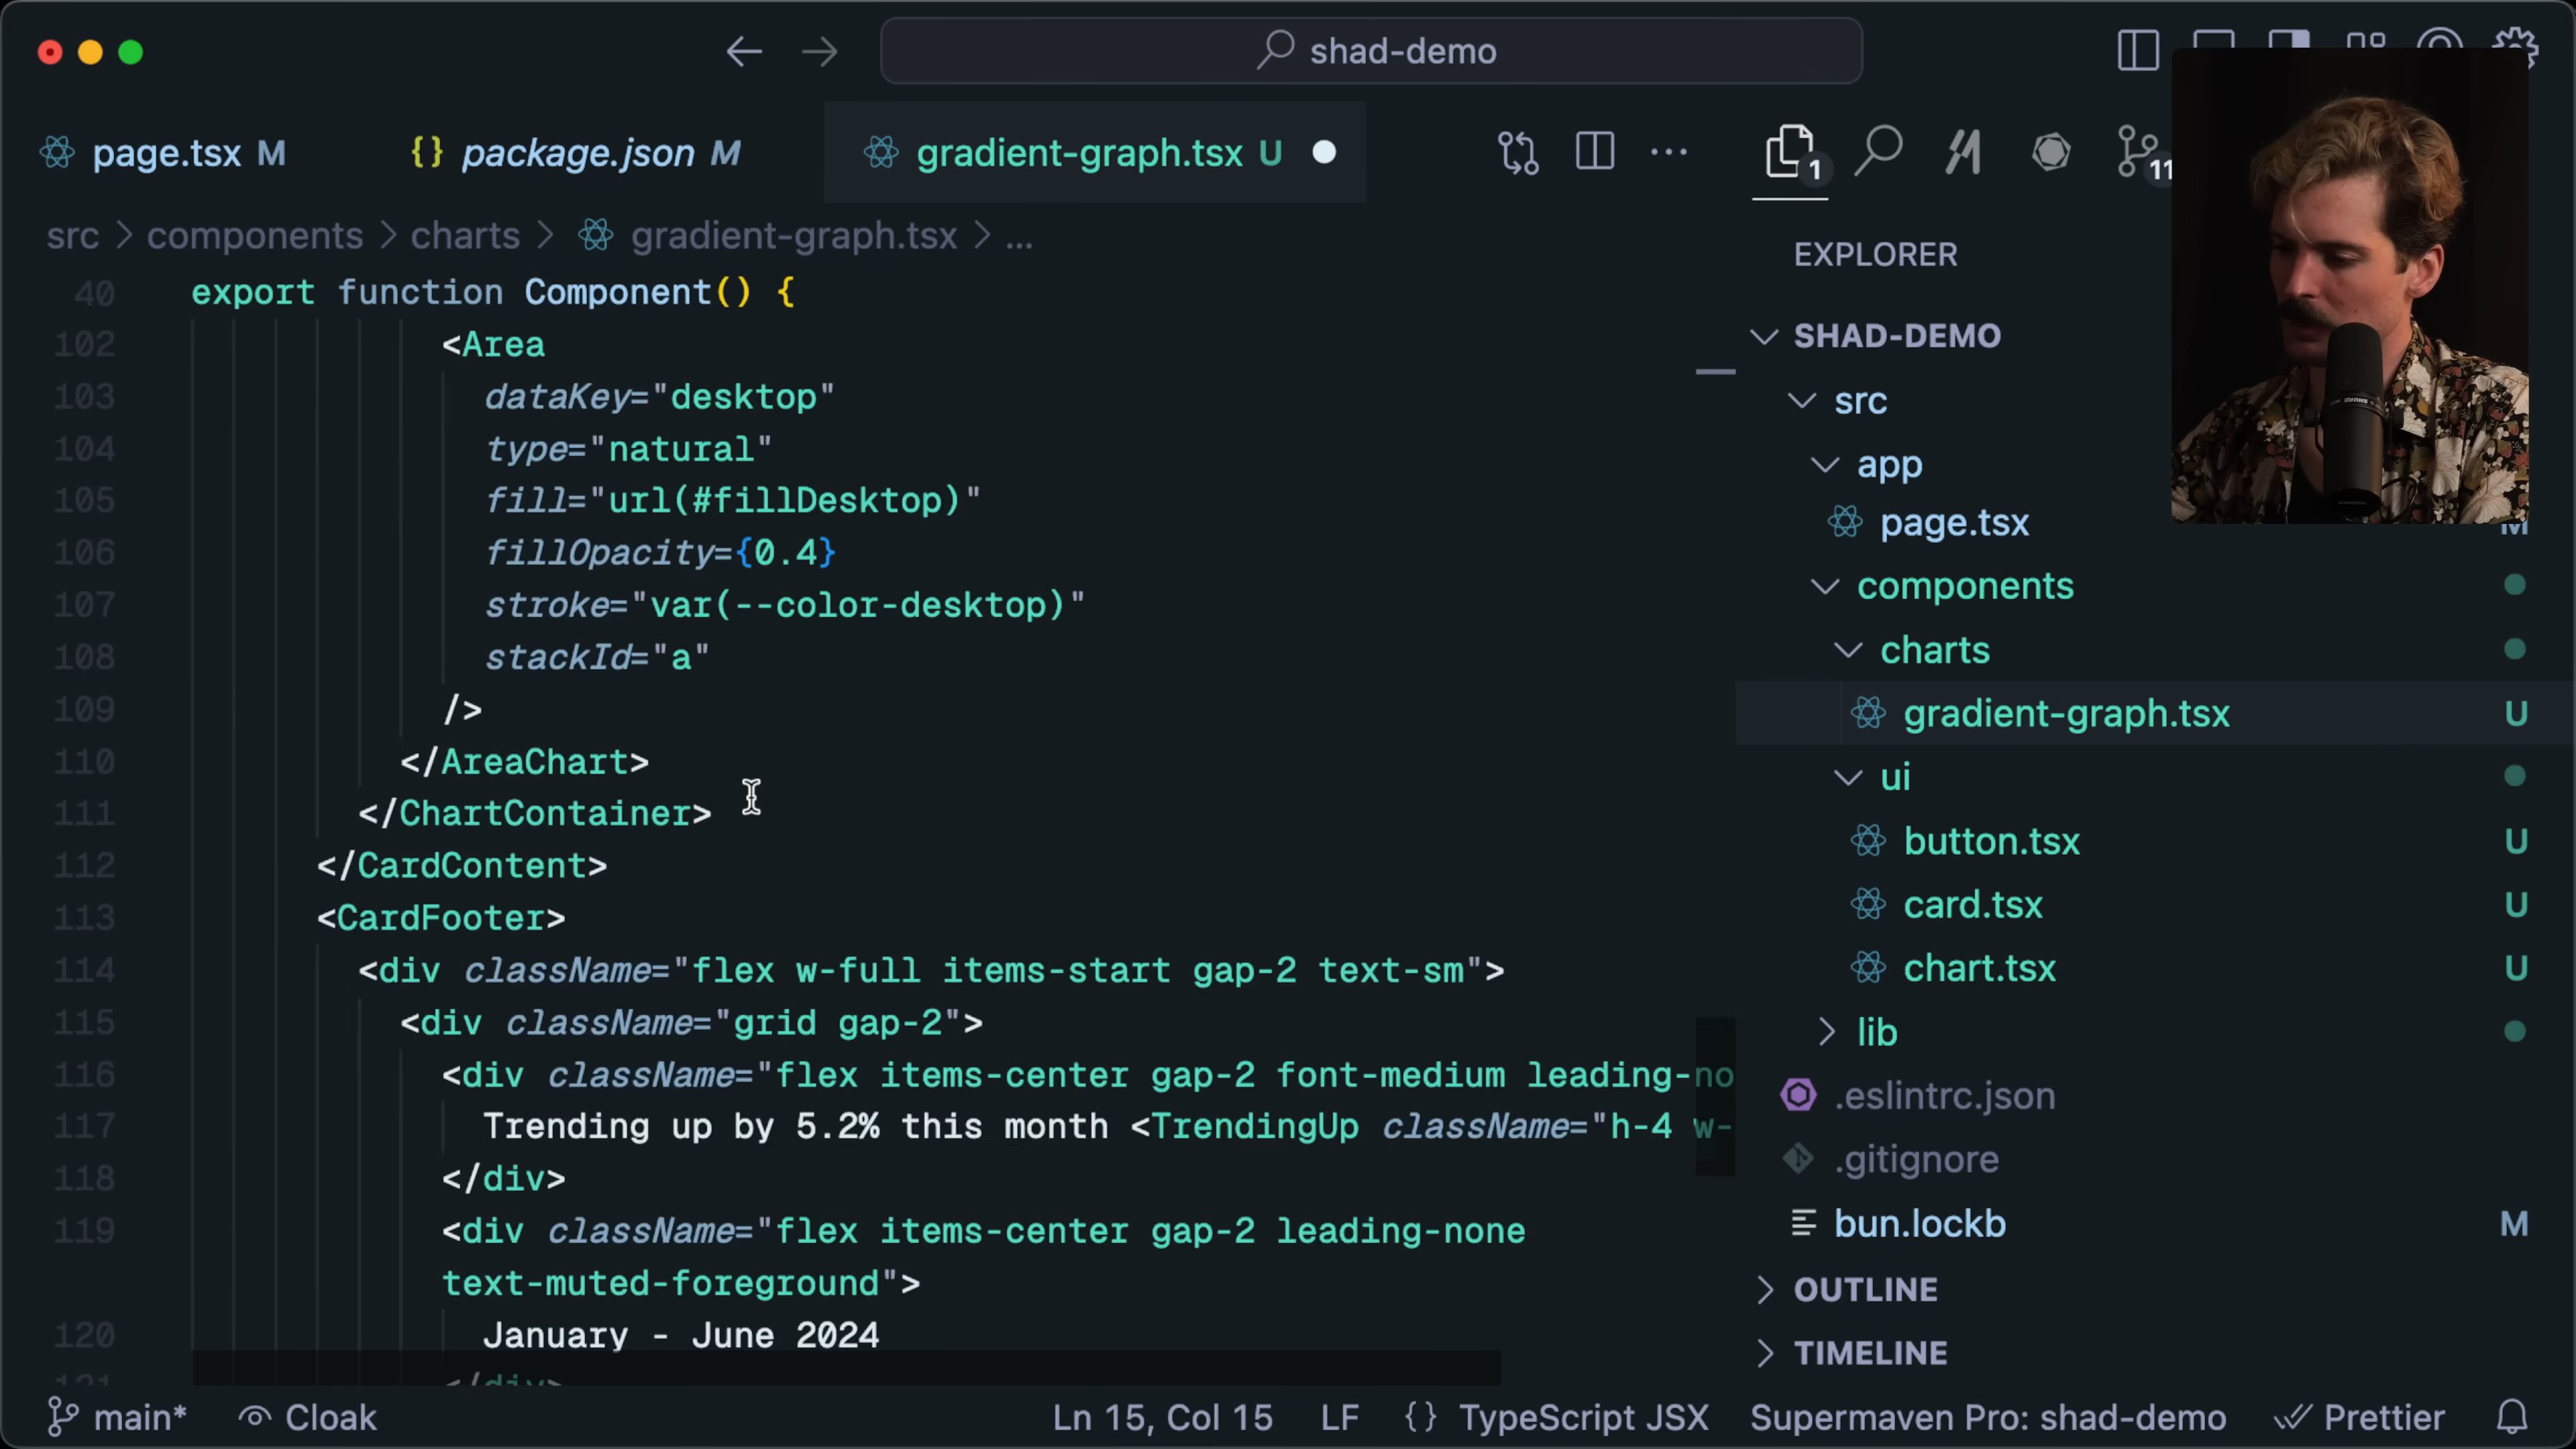 shad-demo
page.tsx M
{} package.json M
gradient-graph.tsx U
1
11
src > components > charts > gradient-graph.tsx > ...
EXPLORER
40 export function Component() {
102 <Area
103 dataKey="desktop"
104 type="natural"
105 fill="url(#fillDesktop)"
106 fillOpacity={0.4}
107 stroke="var(--color-desktop)"
108 stackId="a"
109 />
110 </AreaChart>
111 </ChartContainer>
112 </CardContent>
113 <CardFooter>
114 <div className="flex w-full items-start gap-2 text-sm">
115 <div className="grid gap-2">
116 <div className="flex items-center gap-2 font-medium leading-no
117 Trending up by 5.2% this month <TrendingUp className="h-4 w-
118 </div>
119 <div className="flex items-center gap-2 leading-none
text-muted-foreground">
120 January - June 2024
121 </div>
SHAD-DEMO
src
app
page.tsx M
components
charts
gradient-graph.tsx U
ui
button.tsx U
card.tsx U
chart.tsx U
lib
.eslintrc.json
.gitignore
bun.lockb M
OUTLINE
TIMELINE
main* Cloak Ln 15, Col 15 LF {} TypeScript JSX Supermaven Pro: shad-demo Prettier